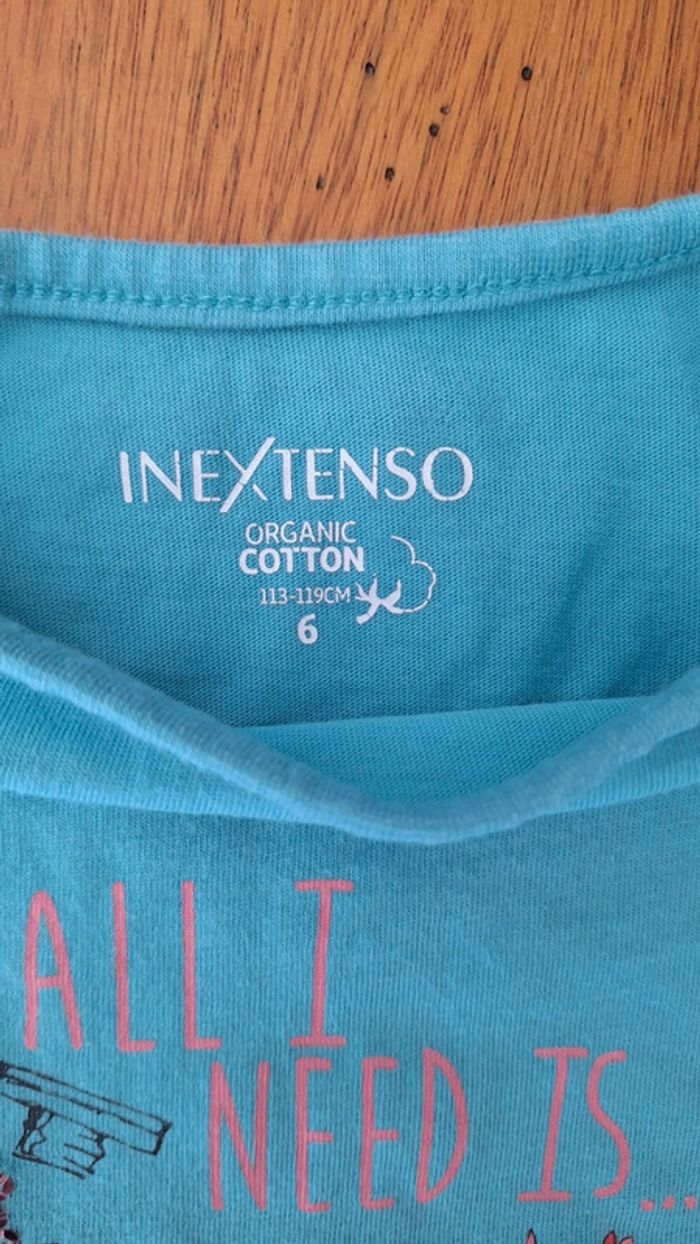 INEXTENSO
ORGANIC
COTTON
113-119CM
6
ALL I
NEED IS...